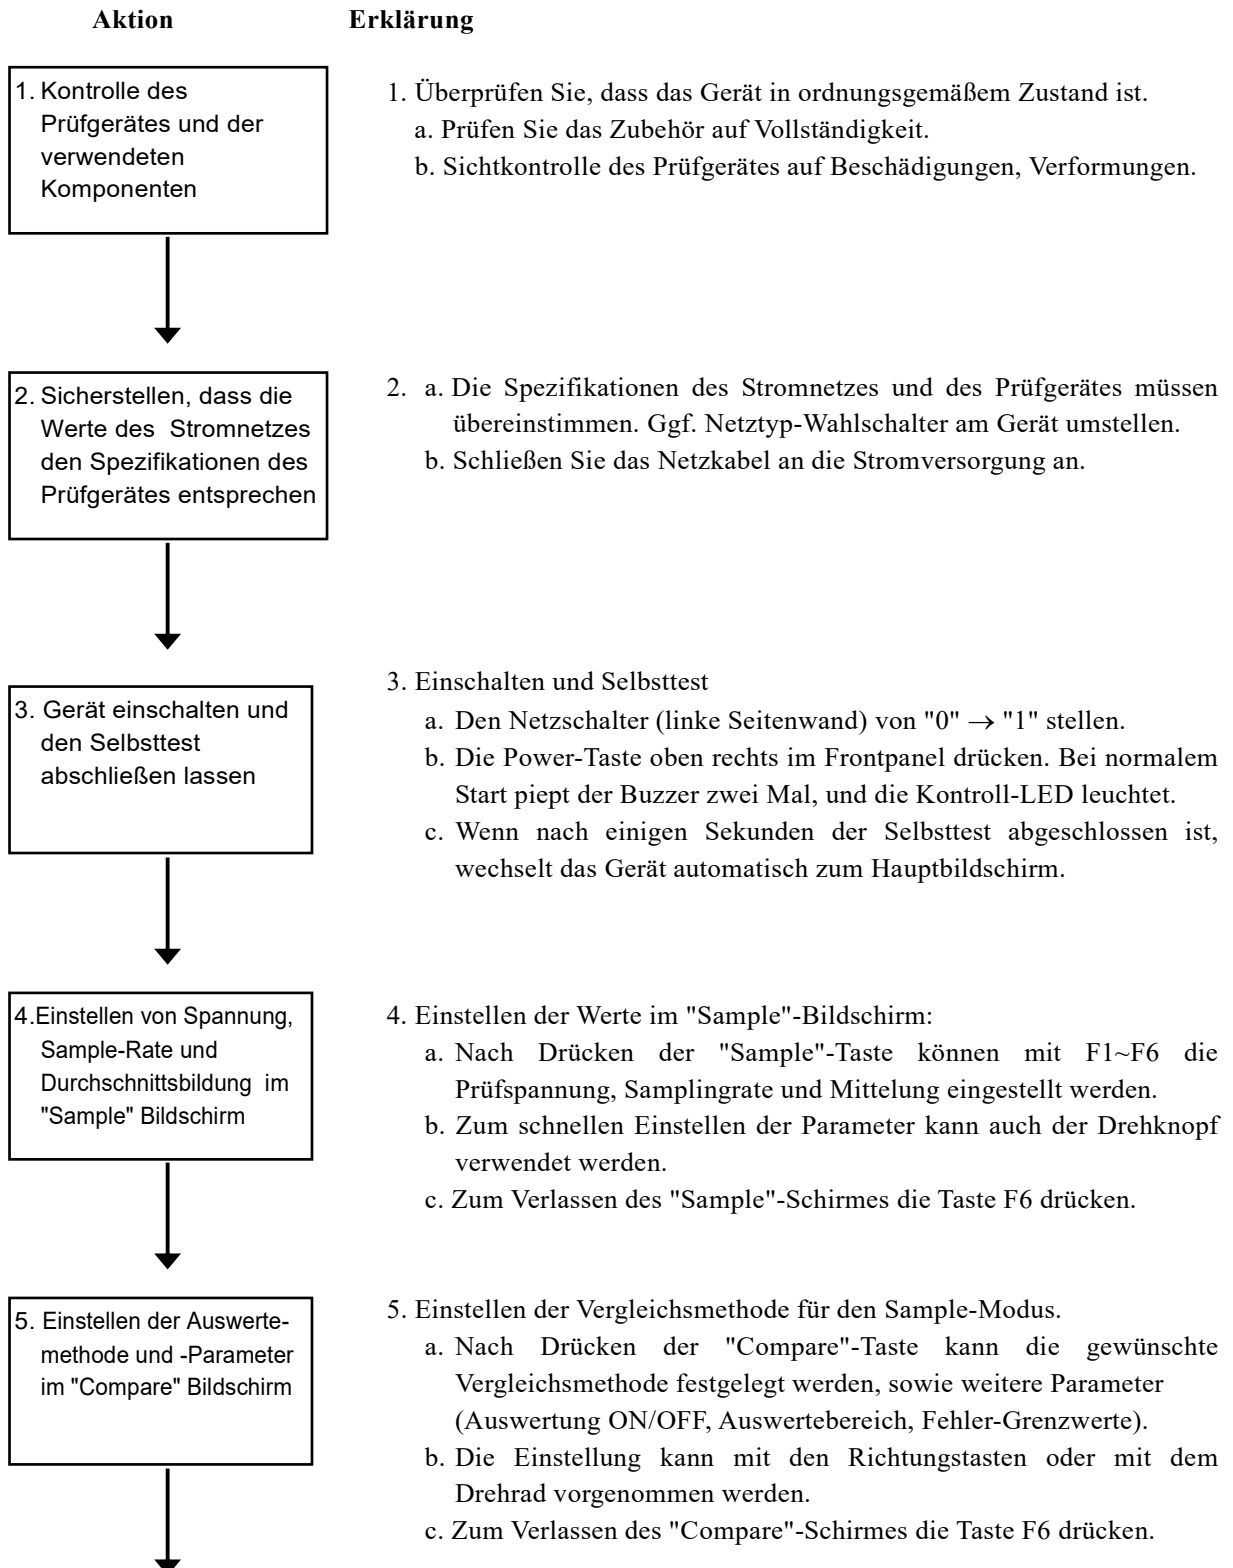 Aktion Erklärung
1. Kontrolle des
Prüfgerätes und der
verwendeten
Komponenten
1. Überprüfen Sie, dass das Gerät in ordnungsgemäßem Zustand ist.
a. Prüfen Sie das Zubehör auf Vollständigkeit.
b. Sichtkontrolle des Prüfgerätes auf Beschädigungen, Verformungen.
2. Sicherstellen, dass die
Werte des Stromnetzes
den Spezifikationen des
Prüfgerätes entsprechen
2. a. Die Spezifikationen des Stromnetzes und des Prüfgerätes müssen
übereinstimmen. Ggf. Netztyp-Wahlschalter am Gerät umstellen.
b. Schließen Sie das Netzkabel an die Stromversorgung an.
3. Gerät einschalten und
den Selbsttest
abschließen lassen
3. Einschalten und Selbsttest
a. Den Netzschalter (linke Seitenwand) von "0" → "1" stellen.
b. Die Power-Taste oben rechts im Frontpanel drücken. Bei normalem
Start piept der Buzzer zwei Mal, und die Kontroll-LED leuchtet.
c. Wenn nach einigen Sekunden der Selbsttest abgeschlossen ist,
wechselt das Gerät automatisch zum Hauptbildschirm.
4.Einstellen von Spannung,
Sample-Rate und
Durchschnittsbildung im
"Sample" Bildschirm
4. Einstellen der Werte im "Sample"-Bildschirm:
a. Nach Drücken der "Sample"-Taste können mit F1~F6 die
Prüfspannung, Samplingrate und Mittelung eingestellt werden.
b. Zum schnellen Einstellen der Parameter kann auch der Drehknopf
verwendet werden.
c. Zum Verlassen des "Sample"-Schirmes die Taste F6 drücken.
5. Einstellen der Auswerte-
methode und -Parameter
im "Compare" Bildschirm
5. Einstellen der Vergleichsmethode für den Sample-Modus.
a. Nach Drücken der "Compare"-Taste kann die gewünschte
Vergleichsmethode festgelegt werden, sowie weitere Parameter
(Auswertung ON/OFF, Auswertebereich, Fehler-Grenzwerte).
b. Die Einstellung kann mit den Richtungstasten oder mit dem
Drehrad vorgenommen werden.
c. Zum Verlassen des "Compare"-Schirmes die Taste F6 drücken.